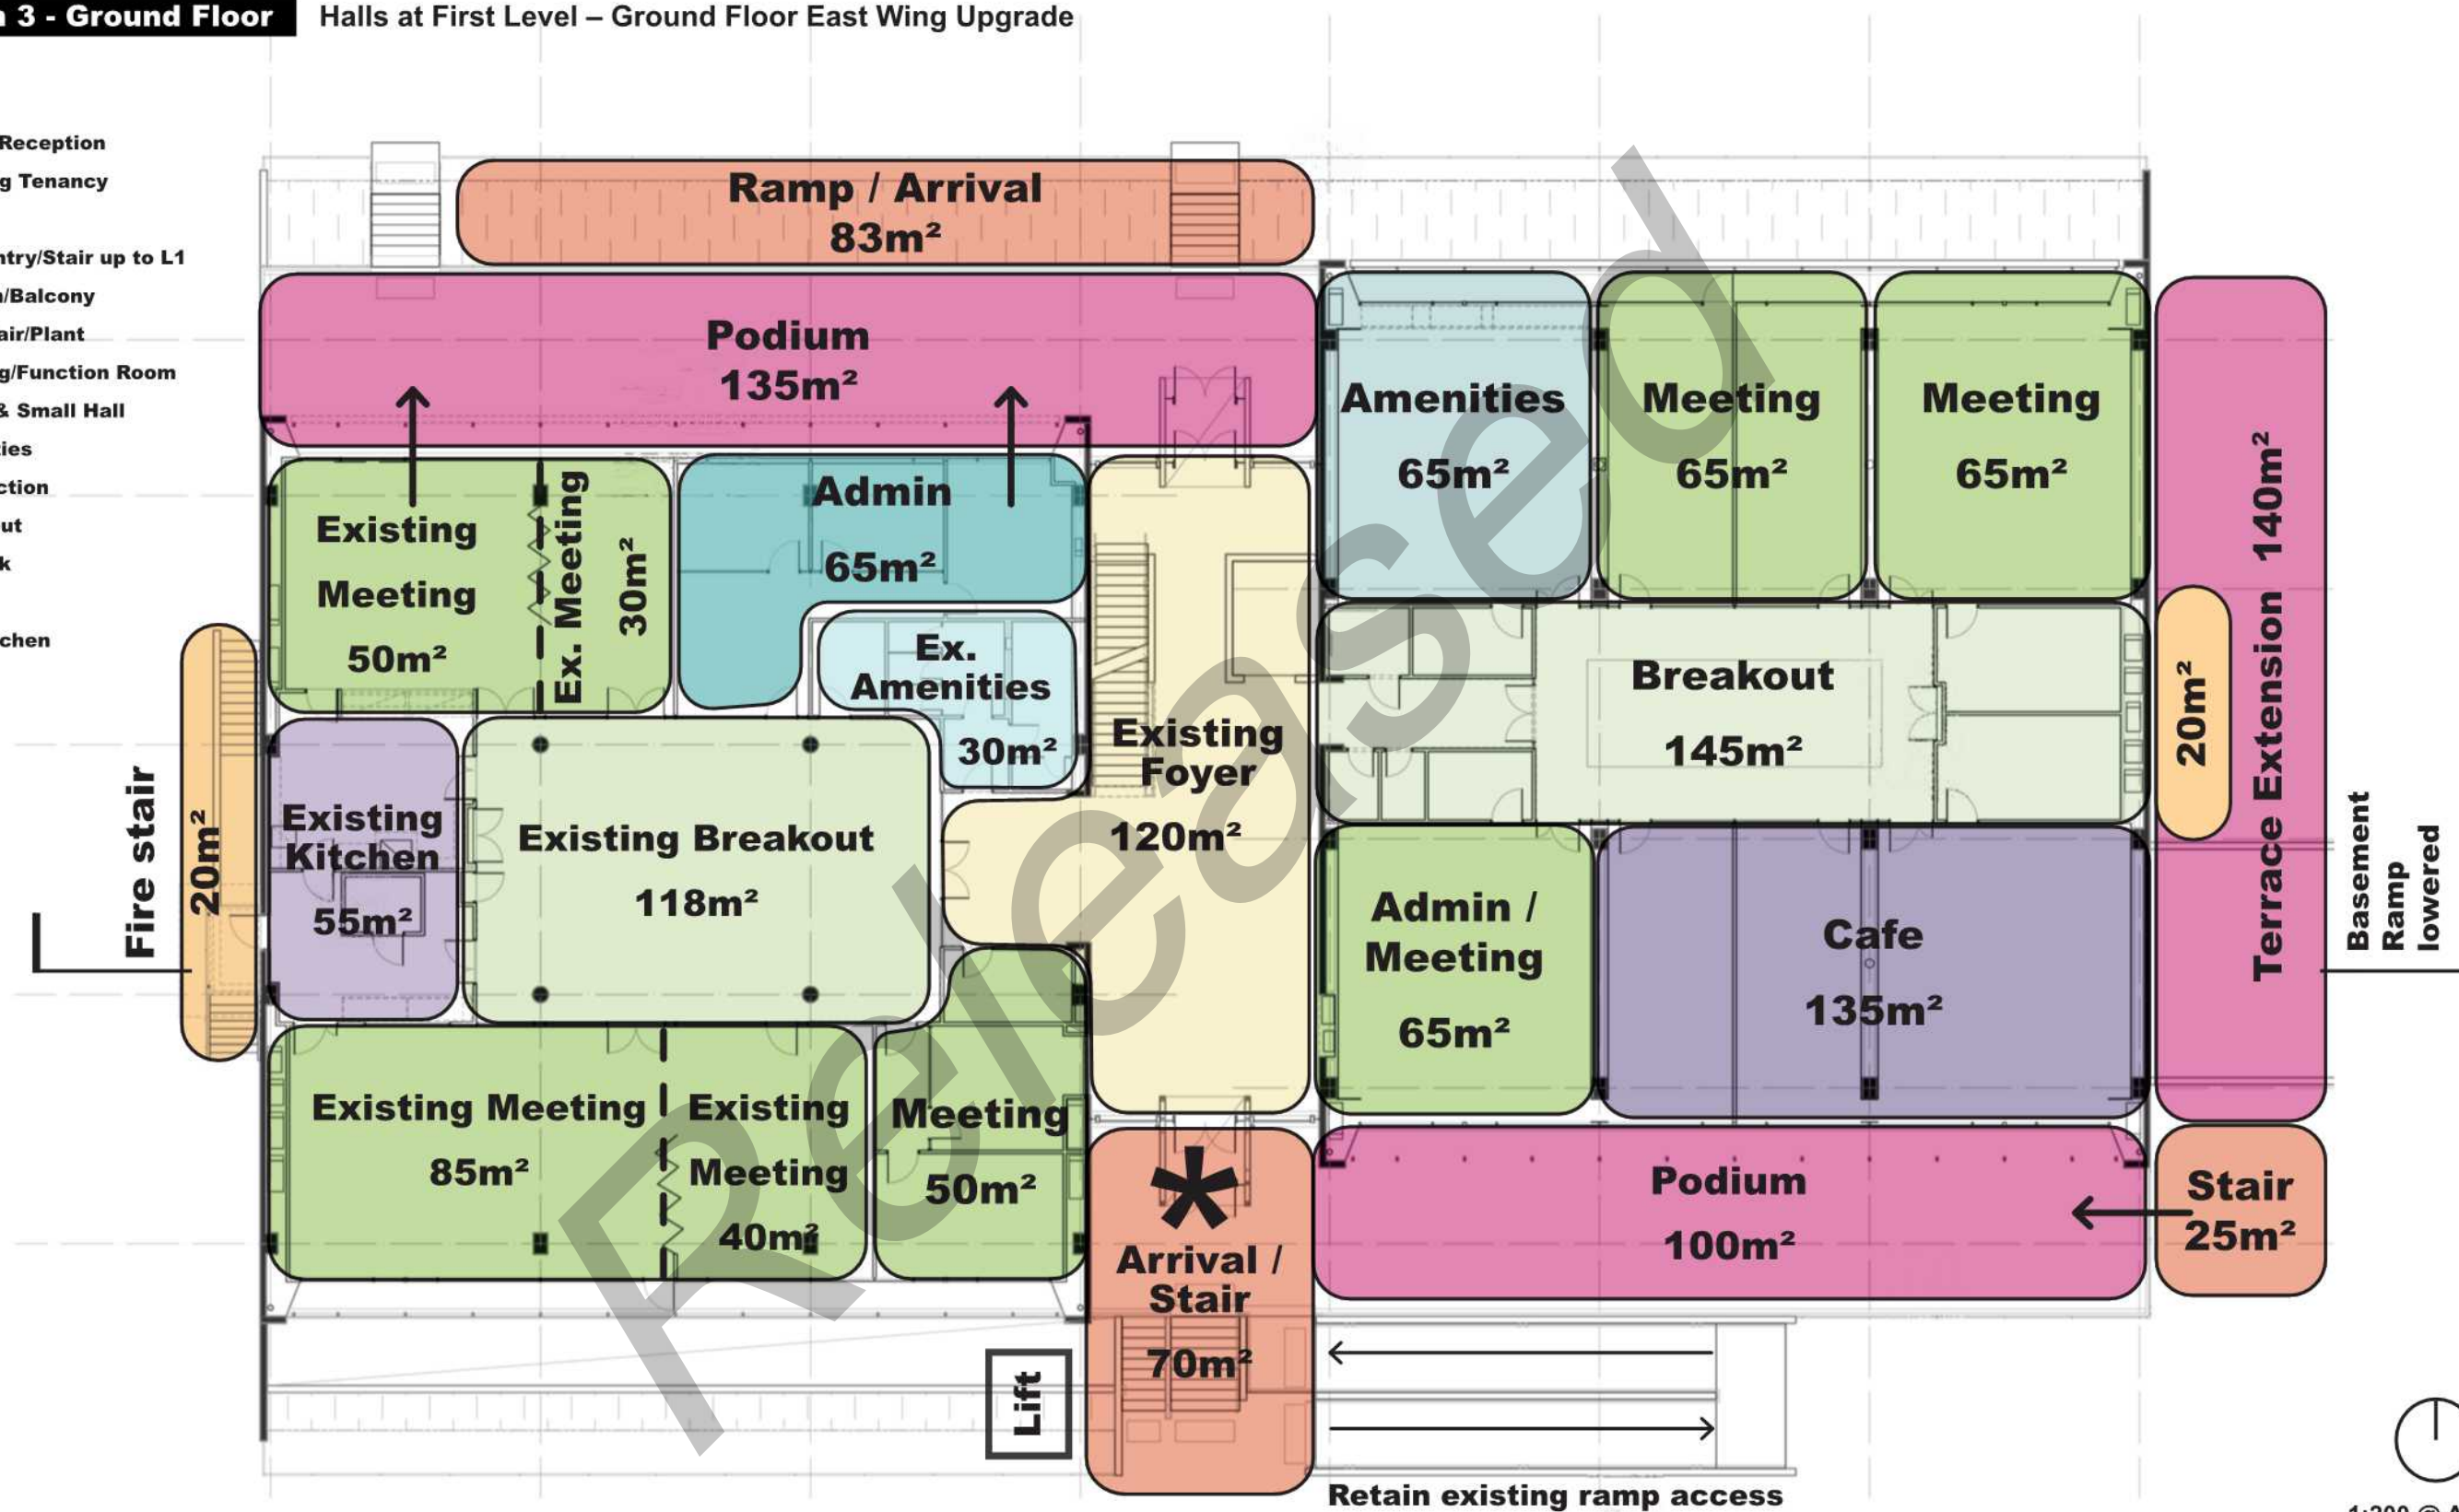 3 - Ground Floor
Halls at First Level – Ground Floor East Wing Upgrade
Reception
g Tenancy
ntry/Stair up to L1
/Balcony
air/Plant
g/Function Room
& Small Hall
ies
ction
ut
k
chen
Ramp / Arrival
83m²
Podium
135m²
Existing
Meeting
50m²
Ex. Meeting
30m²
Admin
65m²
Ex.
Amenities
30m²
Amenities
65m²
Meeting
65m²
Meeting
65m²
Terrace Extension 140m²
20m²
Breakout
145m²
Existing
Foyer
120m²
Fire stair
20m²
Existing
Kitchen
55m²
Existing Breakout
118m²
Admin /
Meeting
65m²
Cafe
135m²
Basement
Ramp
lowered
Existing Meeting
85m²
Existing
Meeting
40m²
Meeting
50m²
*
Arrival /
Stair
70m²
Podium
100m²
Stair
25m²
Lift
Retain existing ramp access
Released